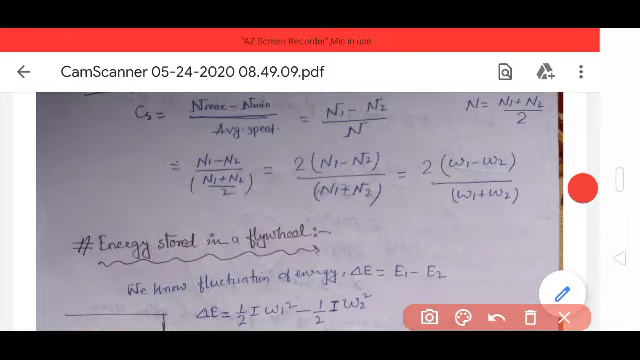 "AZ Screen Recorder",Mic in use
CamScanner 05-24-2020 08.49.09.pdf
Cs = Nmax - Nmin / Avg. speed = N1 - N2 / N    N = N1 + N2 / 2
= N1 - N2 / (N1 + N2 / 2) = 2 (N1 - N2) / (N1 + N2) = 2 (ω1 - ω2) / (ω1 + ω2)
# Energy stored in a flywheel :-
We know fluctuation of energy, ΔE = E1 - E2
ΔE = 1/2 I ω1² - 1/2 I ω2²